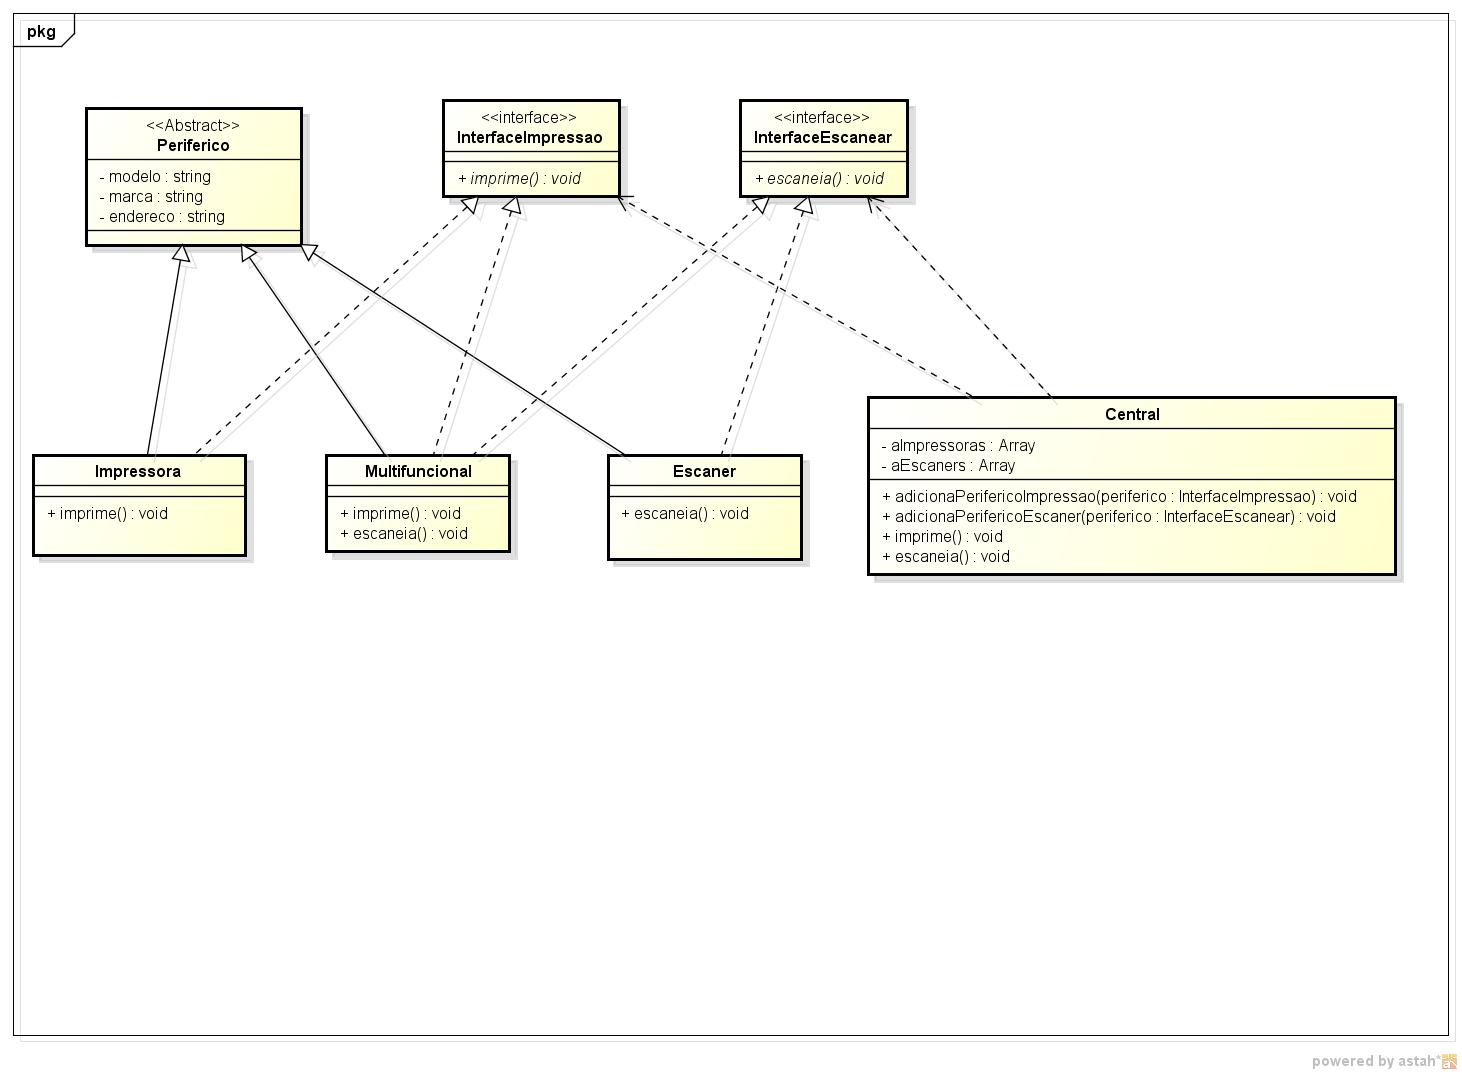 pkg
<<Abstract>>
Periferico
- modelo : string
- marca : string
- endereco : string
<<interface>>
InterfaceImpressao
+ imprime() : void
<<interface>>
InterfaceEscanear
+ escaneia() : void
Impressora
+ imprime() : void
Multifuncional
+ imprime() : void
+ escaneia() : void
Escaner
+ escaneia() : void
Central
- aImpressoras : Array
- aEscaners : Array
+ adicionaPerifericoImpressao(periferico : InterfaceImpressao) : void
+ adicionaPerifericoEscaner(periferico : InterfaceEscanear) : void
+ imprime() : void
+ escaneia() : void
powered by astah*